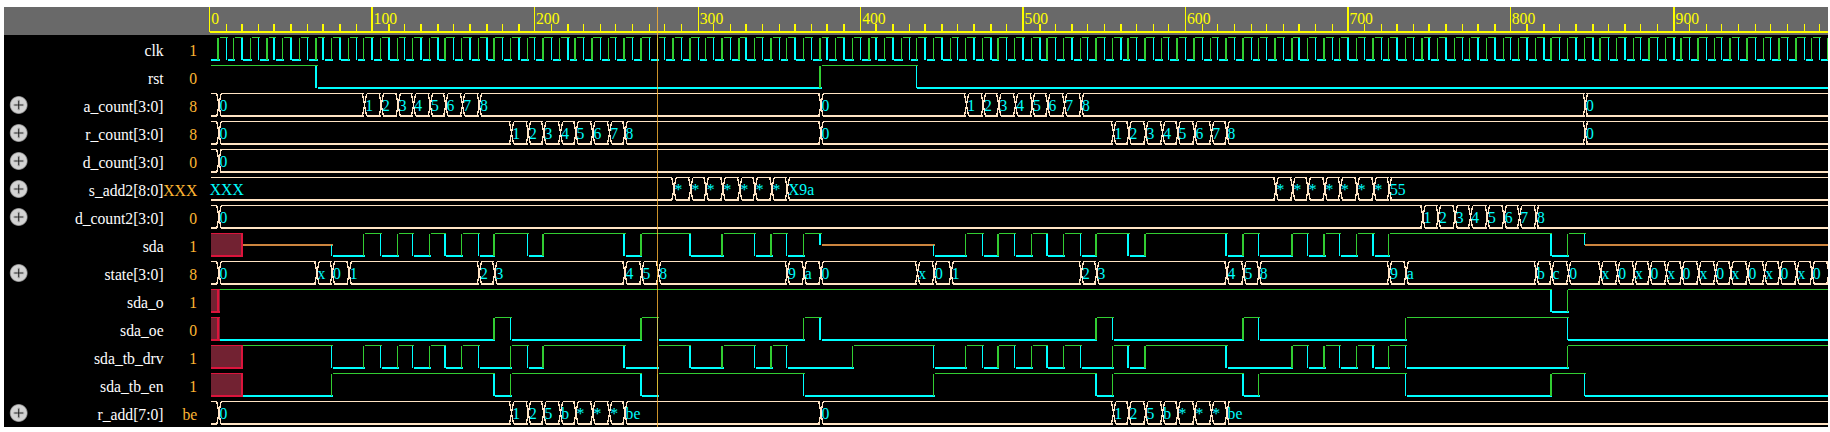 0 100 200 300 400 500 600 700 800 900
clk 1
rst 0
a_count[3:0] 8 0 1 2 3 4 5 6 7 8 0 1 2 3 4 5 6 7 8 0
r_count[3:0] 8 0 1 2 3 4 5 6 7 8 0 1 2 3 4 5 6 7 8 0
d_count[3:0] 0 0
s_add2[8:0] XXX XXX * * * * * * * X9a * * * * * * * 55
d_count2[3:0] 0 0 1 2 3 4 5 6 7 8
sda 1
state[3:0] 8 0 x 0 1 2 3 4 5 8 9 a 0 x 0 1 2 3 4 5 8 9 a b c 0 x 0 x 0 x 0 x 0 x 0 x 0 x 0
sda_o 1
sda_oe 0
sda_tb_drv 1
sda_tb_en 1
r_add[7:0] be 0 1 2 5 b * * * be 0 1 2 5 b * * * be